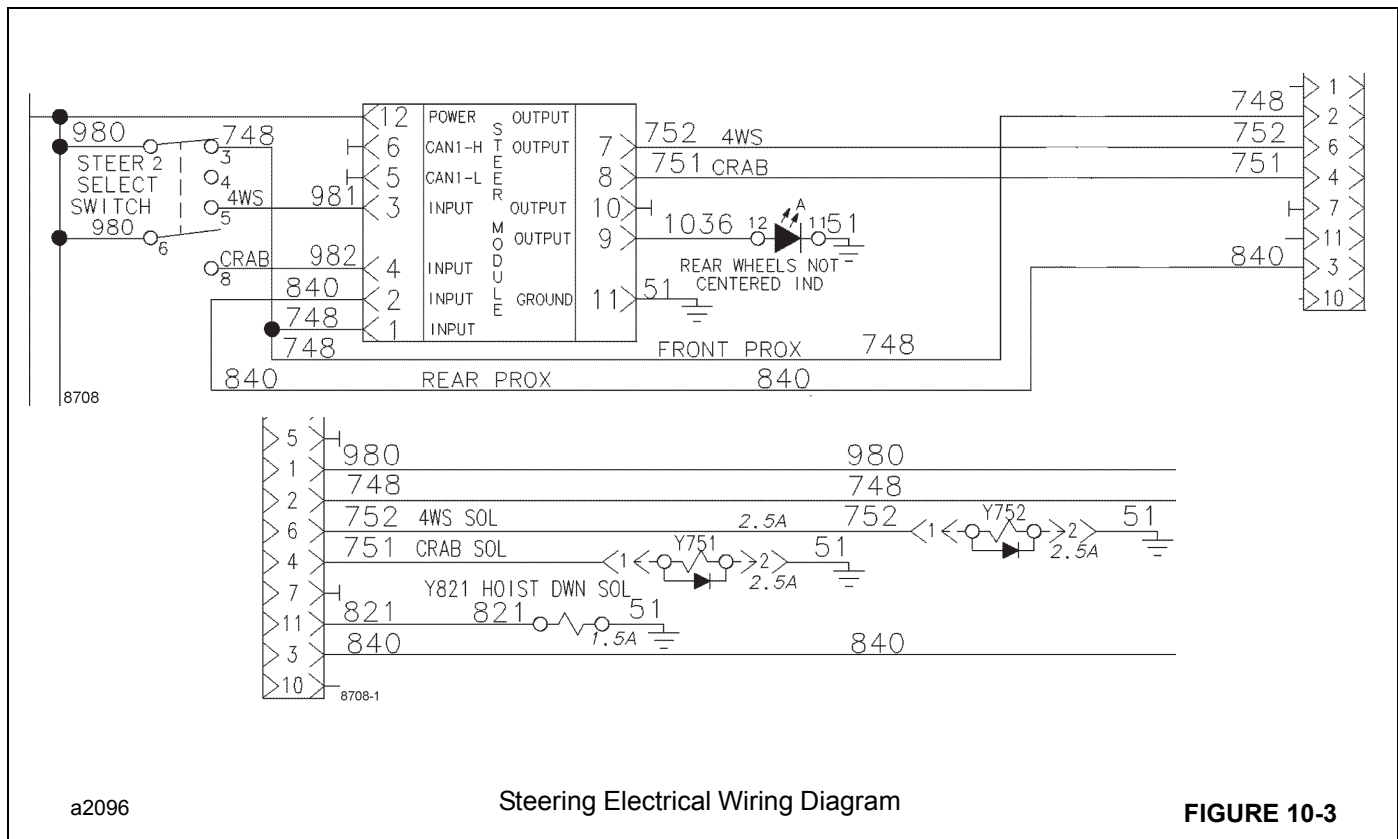 980
748
STEER 2
SELECT
SWITCH
3
4
4WS
981
5
980
6
CRAB
982
8
840
748
748
FRONT PROX
748
840
REAR PROX
840
8708
12
POWER
OUTPUT
6
CAN1-H
OUTPUT
7
5
CAN1-L
8
3
INPUT
OUTPUT
10
OUTPUT
9
4
INPUT
2
INPUT
GROUND
11
1
INPUT
STEER MODULE
752
4WS
751
CRAB
1036
12
A
11
51
REAR WHEELS NOT
CENTERED IND
51
1
748
2
752
6
751
4
7
11
840
3
10
5
1
980
980
2
748
748
6
752
4WS SOL
2.5A
752
1
Y752
2
51
2.5A
4
751
CRAB SOL
1
Y751
2
51
2.5A
7
Y821 HOIST DWN SOL
11
821
821
51
1.5A
3
840
840
10
8708-1
a2096
Steering Electrical Wiring Diagram
FIGURE 10-3